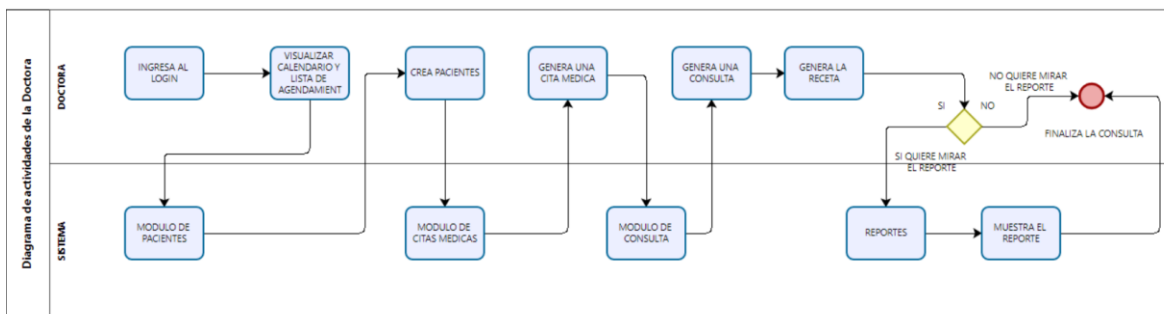 Diagrama de actividades de la Doctora
DOCTORA
INGRESA AL
LOGIN
VISUALIZAR
CALENDARIO Y
LISTA DE
AGENDAMIENT
CREA PACIENTES
GENERA UNA
CITA MEDICA
GENERA UNA
CONSULTA
GENERA LA
RECETA
SI
NO
NO QUIERE MIRAR
EL REPORTE
FINALIZA LA CONSULTA
SI QUIERE MIRAR
EL REPORTE
SISTEMA
MODULO DE
PACIENTES
MODULO DE
CITAS MEDICAS
MODULO DE
CONSULTA
REPORTES
MUESTRA EL
REPORTE